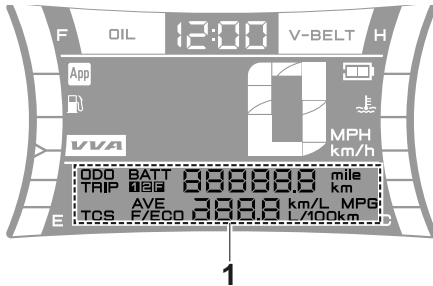 F OIL 12:00 V-BELT H
App
VVA MPH
km/h
ODO BATT 88888.8 mile
TRIP 1 2 F km
AVE 388.8 km/L MPG
TCS F/ECO L/100km
E C
1